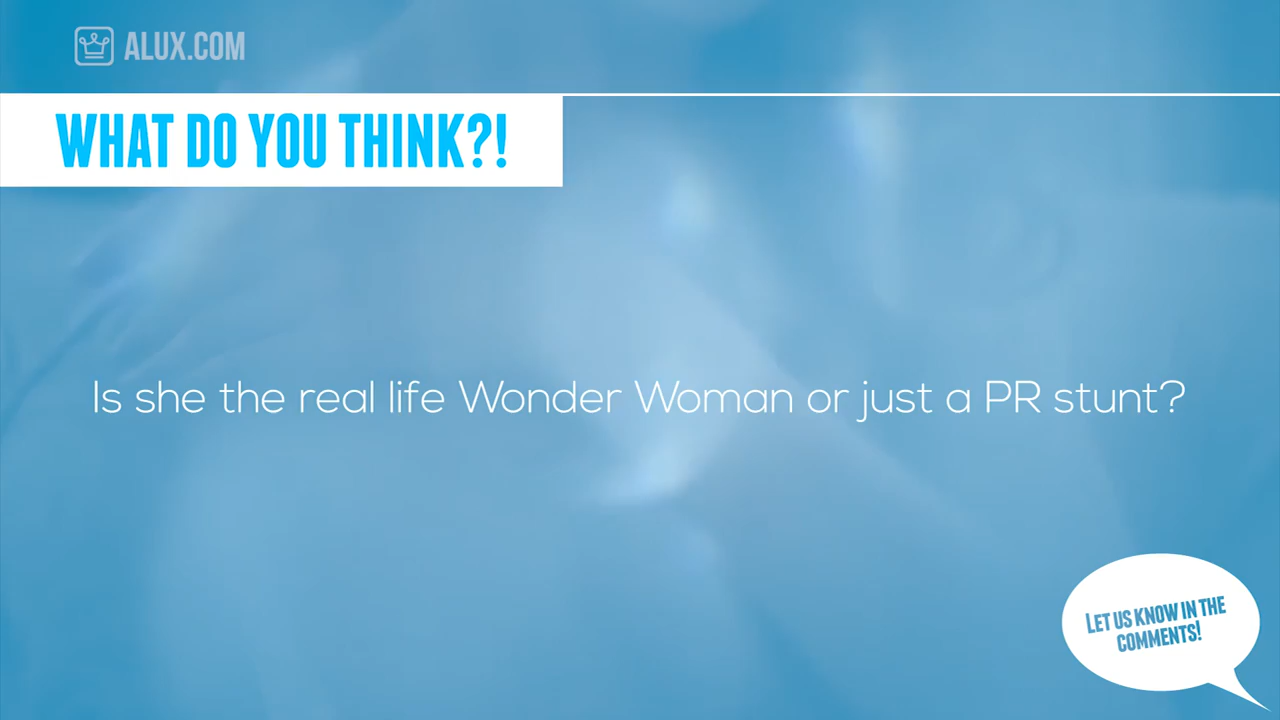 ALUX.COM
WHAT DO YOU THINK?!
Is she the real life Wonder Woman or just a PR stunt?
LET US KNOW IN THE
COMMENTS!